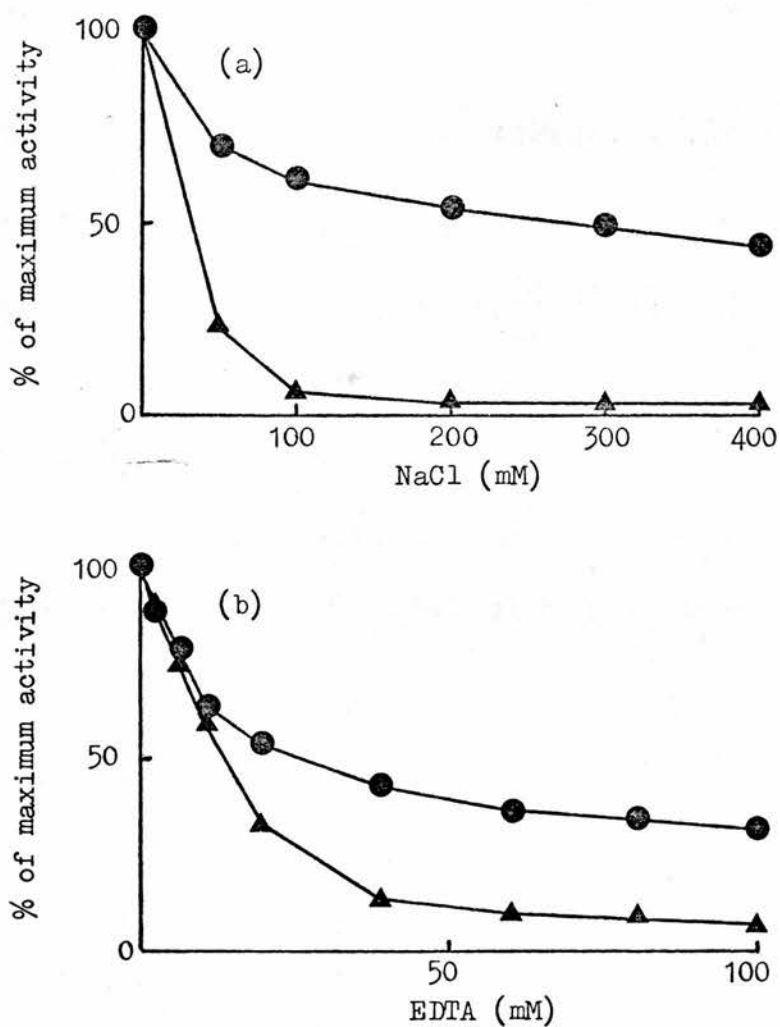 100
(a)
50
0
% of maximum activity
100 200 300 400
NaCl (mM)
100
(b)
50
0
% of maximum activity
50 100
EDTA (mM)